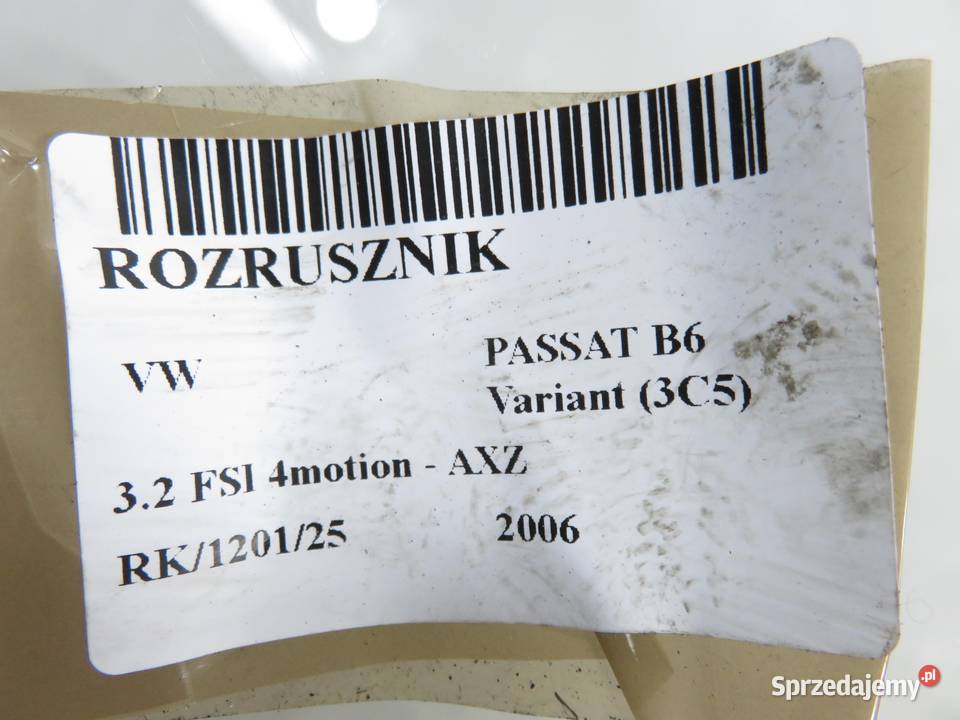 ROZRUSZNIK
VW
PASSAT B6
Variant (3C5)
3.2 FSI 4motion - AXZ
RK/1201/25
2006
Sprzedajemy.pl